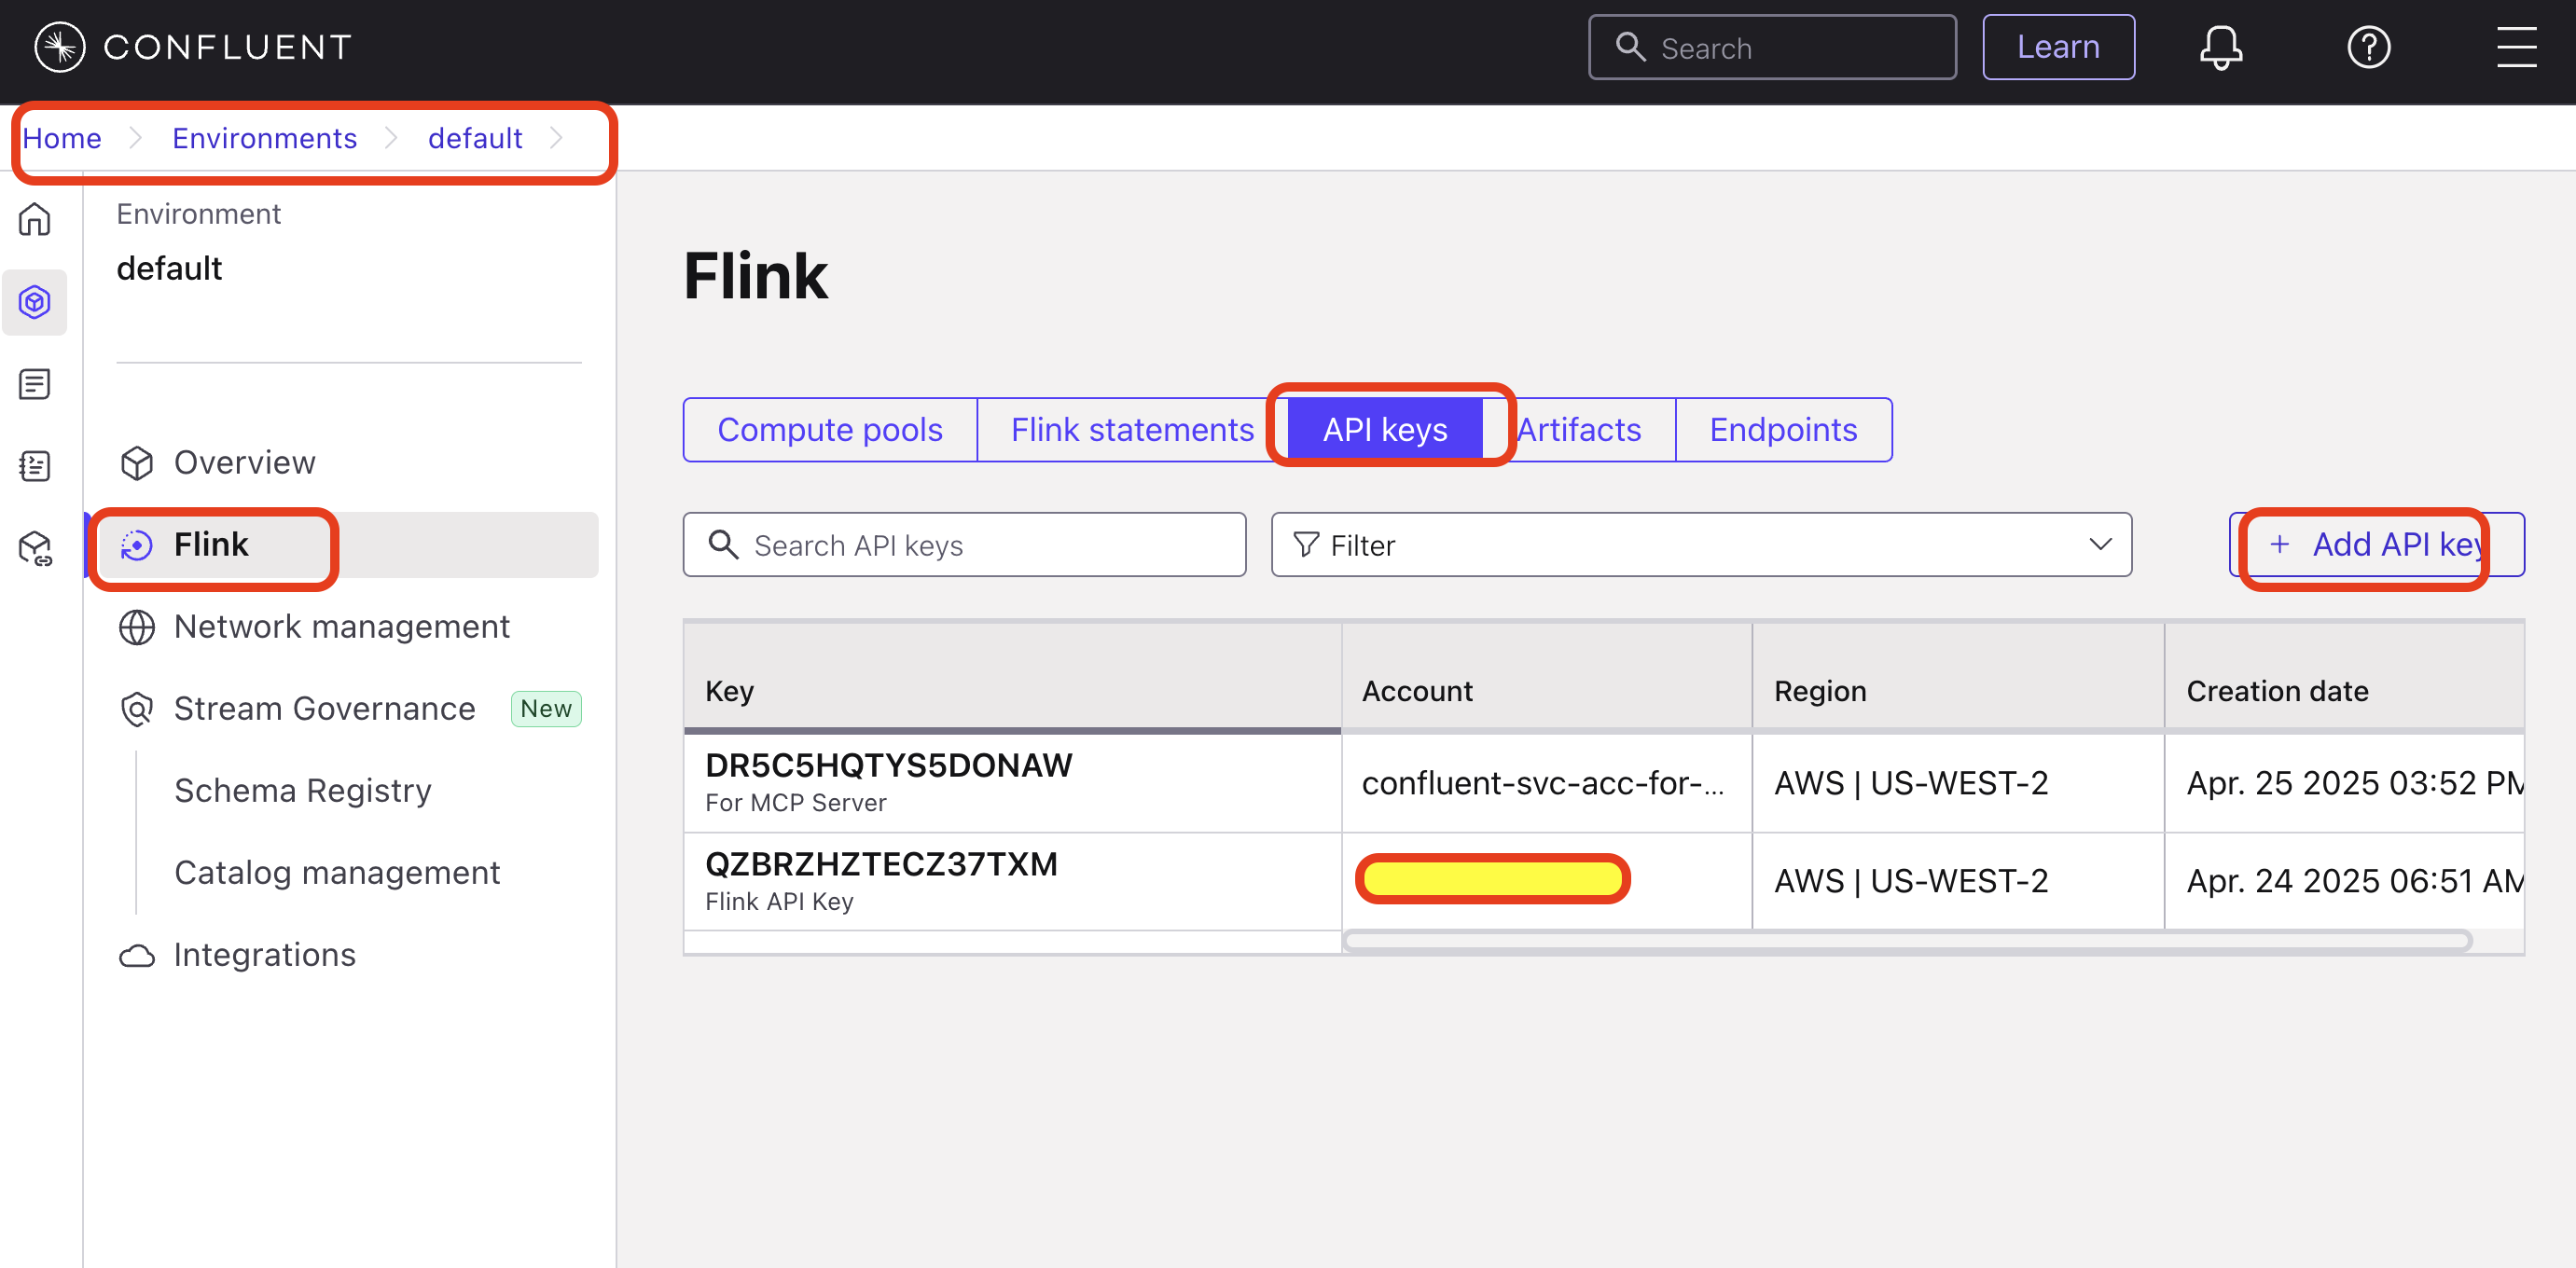 CONFLUENT
Search
Learn
Home
Environments
default
Environment
default
Overview
Flink
Network management
Stream Governance New
Schema Registry
Catalog management
Integrations
Flink
Compute pools
Flink statements
API keys
Artifacts
Endpoints
Search API keys
Filter
+ Add API key
Key Account Region Creation date
DR5C5HQTYS5DONAW
For MCP Server
confluent-svc-acc-for-...
AWS | US-WEST-2
Apr. 25 2025 03:52 PM
QZBRZHZTECZ37TXM
Flink API Key
AWS | US-WEST-2
Apr. 24 2025 06:51 AM